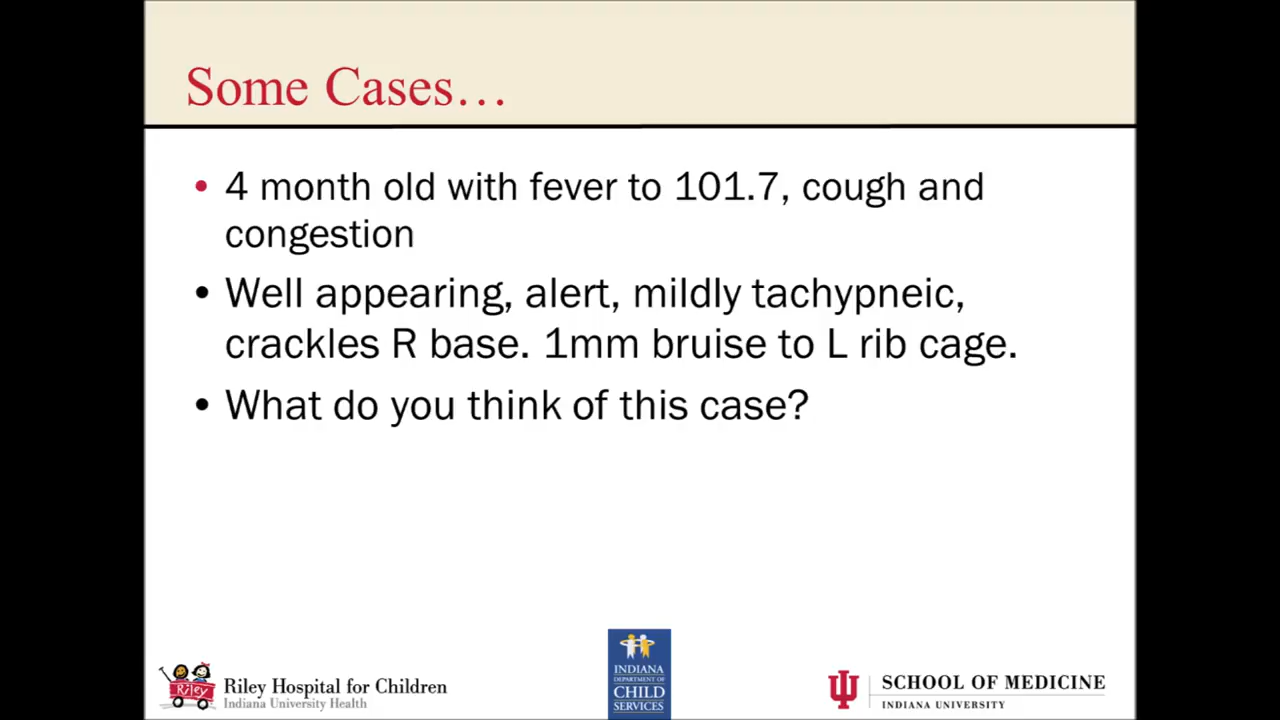 Some Cases…
• 4 month old with fever to 101.7, cough and
congestion
• Well appearing, alert, mildly tachypneic,
crackles R base. 1mm bruise to L rib cage.
• What do you think of this case?
Riley
Riley Hospital for Children
Indiana University Health
INDIANA
DEPARTMENT OF
CHILD
SERVICES
SCHOOL OF MEDICINE
INDIANA UNIVERSITY